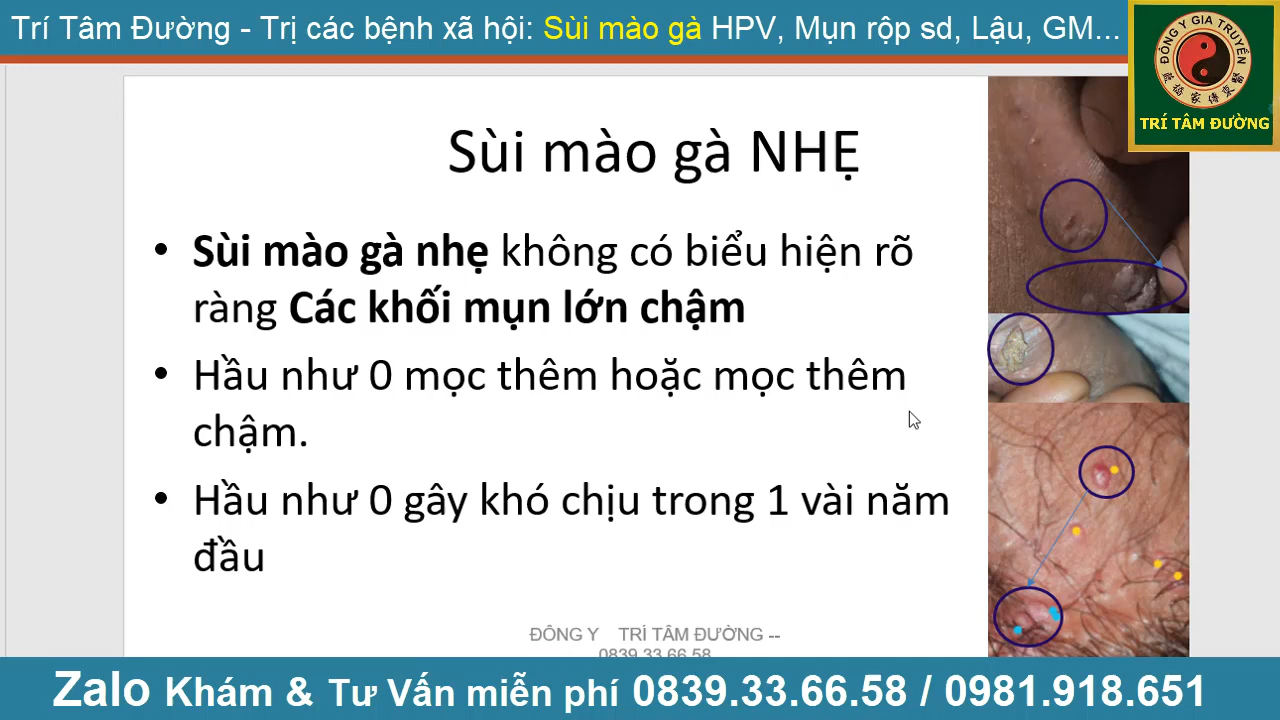 Trí Tâm Đường - Trị các bệnh xã hội: Sùi mào gà HPV, Mụn rộp sd, Lậu, GM...
ĐÔNG Y GIA TRUYỀN
TRÍ TÂM ĐƯỜNG
Sùi mào gà NHẸ
• Sùi mào gà nhẹ không có biểu hiện rõ
ràng Các khối mụn lớn chậm
• Hầu như 0 mọc thêm hoặc mọc thêm
chậm.
• Hầu như 0 gây khó chịu trong 1 vài năm
đầu
ĐÔNG Y TRÍ TÂM ĐƯỜNG --
0839.33.66.58
Zalo Khám & Tư Vấn miễn phí 0839.33.66.58 / 0981.918.651